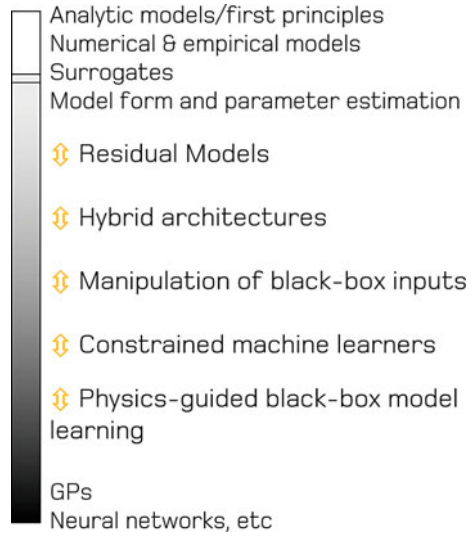 Analytic models/first principles
Numerical & empirical models
Surrogates
Model form and parameter estimation
⇳ Residual Models
⇳ Hybrid architectures
⇳ Manipulation of black-box inputs
⇳ Constrained machine learners
⇳ Physics-guided black-box model
learning
GPs
Neural networks, etc